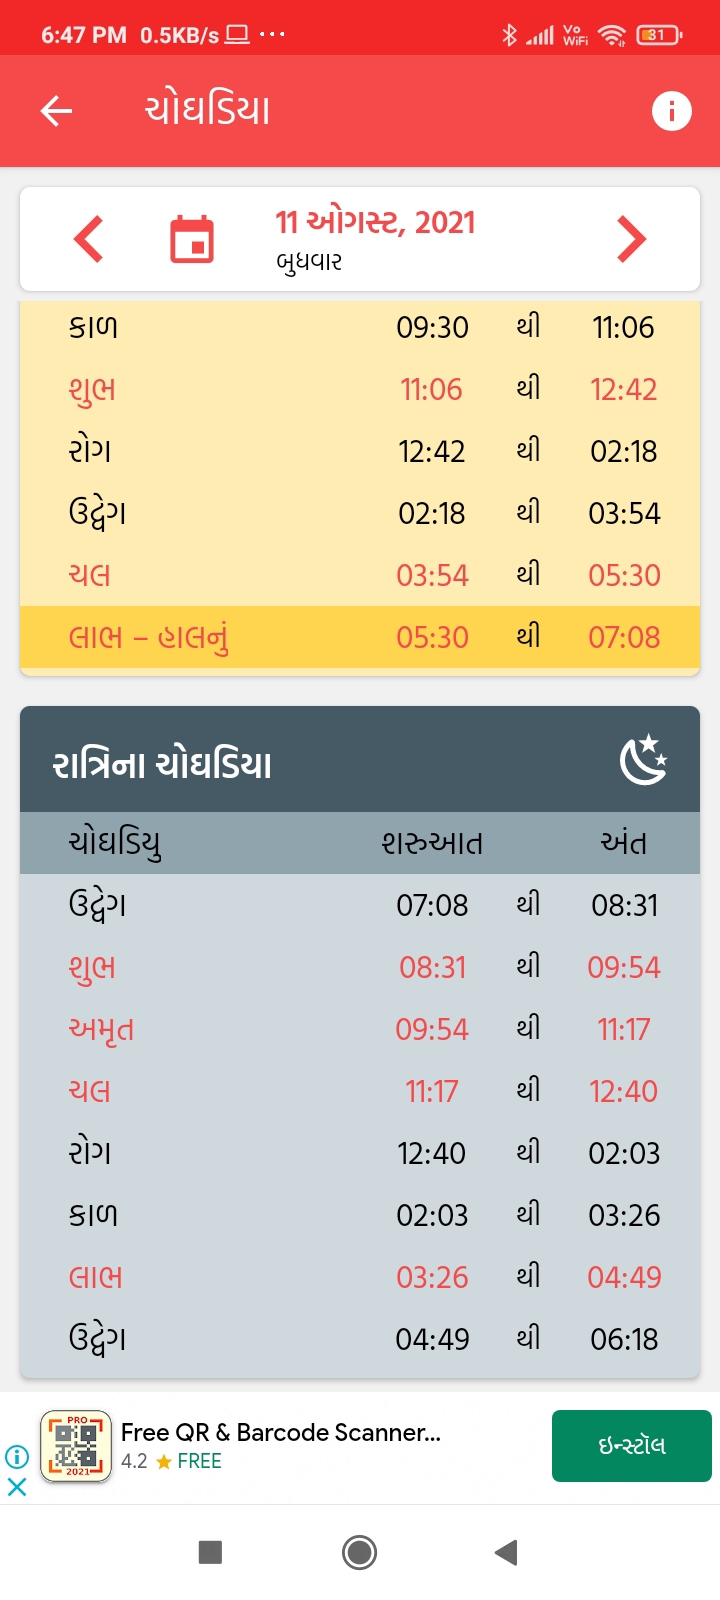 6:47 PM 0.5KB/s ... Vo WiFi 31
ચોઘડિયા
11 ઓગસ્ટ, 2021
બુધવાર
કાળ 09:30 થી 11:06
શુભ 11:06 થી 12:42
રોગ 12:42 થી 02:18
ઉદ્વેગ 02:18 થી 03:54
ચલ 03:54 થી 05:30
લાભ – હાલનું 05:30 થી 07:08
રાત્રિના ચોઘડિયા
ચોઘડિયુ શરુઆત અંત
ઉદ્વેગ 07:08 થી 08:31
શુભ 08:31 થી 09:54
અમૃત 09:54 થી 11:17
ચલ 11:17 થી 12:40
રોગ 12:40 થી 02:03
કાળ 02:03 થી 03:26
લાભ 03:26 થી 04:49
ઉદ્વેગ 04:49 થી 06:18
PRO
2021
Free QR & Barcode Scanner...
4.2 ★ FREE
ઇન્સ્ટૉલ